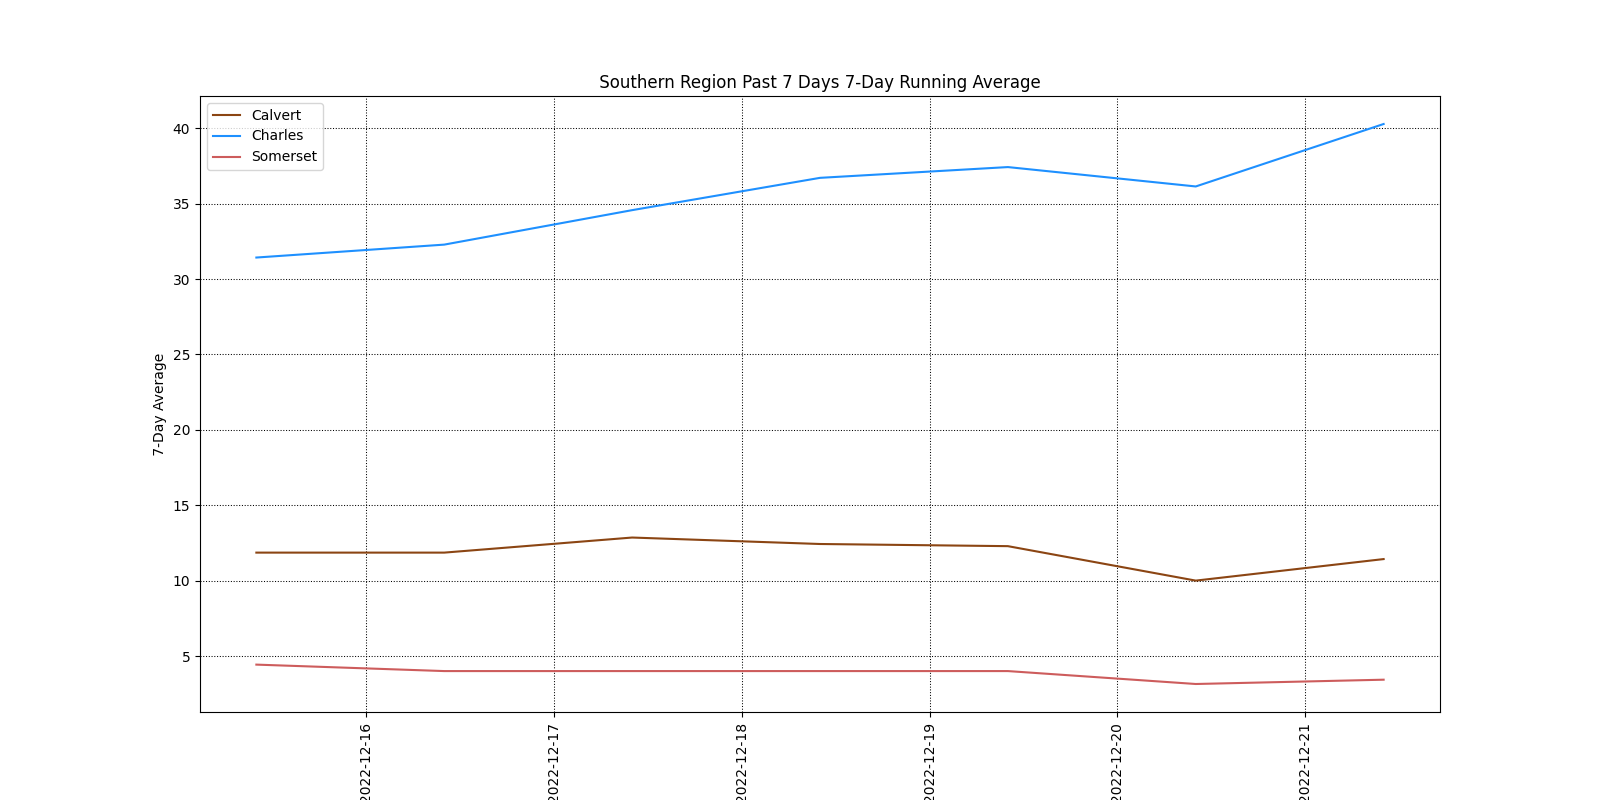 Southern Region Past 7 Days 7-Day Running Average
Calvert
Charles
Somerset
7-Day Average
40
35
30
25
20
15
10
5
2022-12-16
2022-12-17
2022-12-18
2022-12-19
2022-12-20
2022-12-21